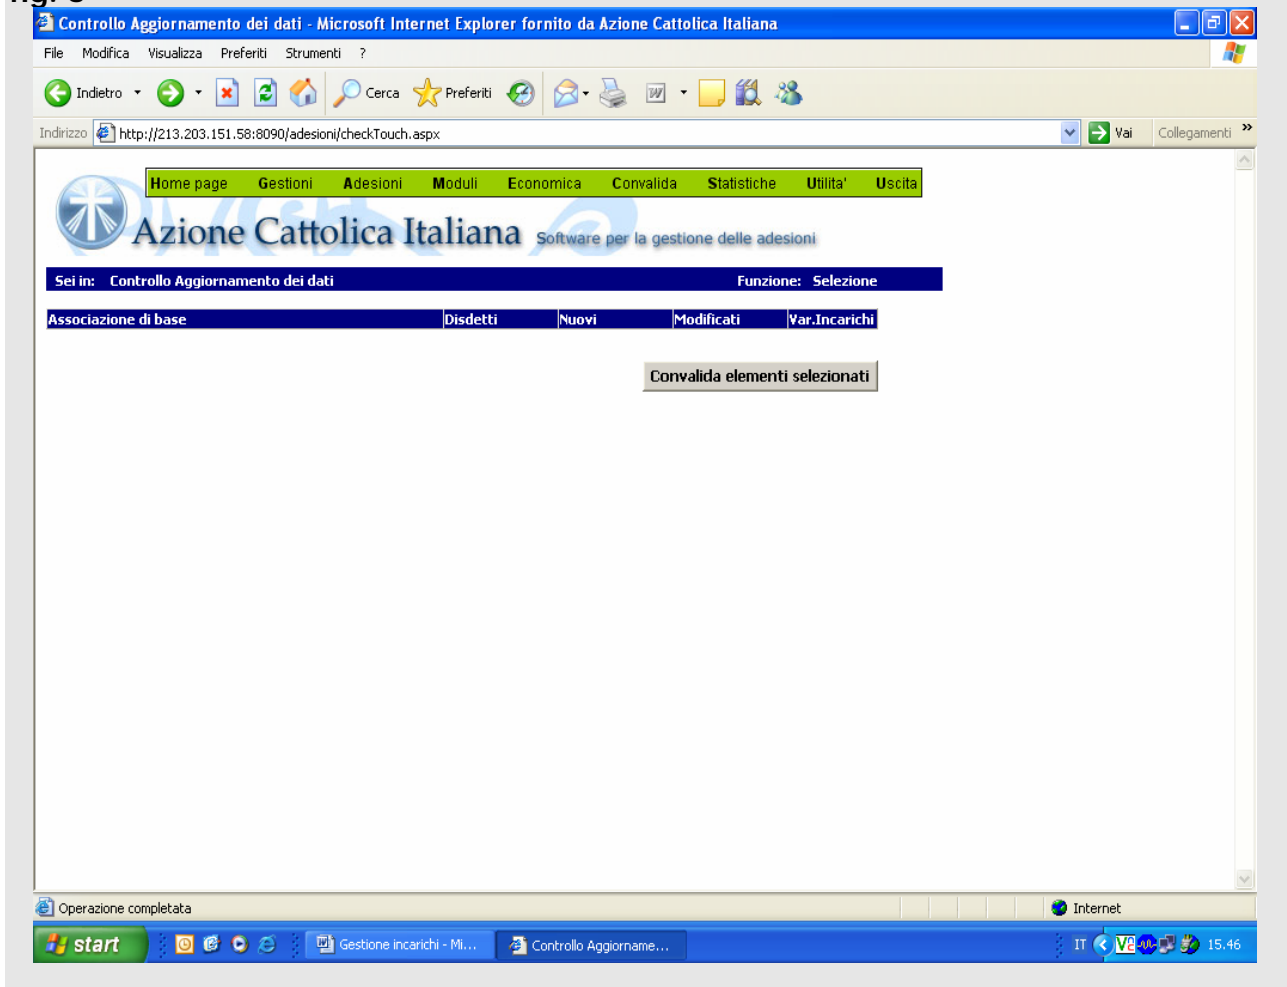 Controllo Aggiornamento dei dati - Microsoft Internet Explorer fornito da Azione Cattolica Italiana
File Modifica Visualizza Preferiti Strumenti ?
Indietro Cerca Preferiti
Indirizzo http://213.203.151.58:8090/adesioni/checkTouch.aspx Vai Collegamenti »
Home page Gestioni Adesioni Moduli Economica Convalida Statistiche Utilita' Uscita
Azione Cattolica Italiana Software per la gestione delle adesioni
Sei in: Controllo Aggiornamento dei dati Funzione: Selezione
Associazione di base Disdetti Nuovi Modificati Var.Incarichi
Convalida elementi selezionati
Operazione completata Internet
start Gestione incarichi - Mi... Controllo Aggiorname... IT 15.46